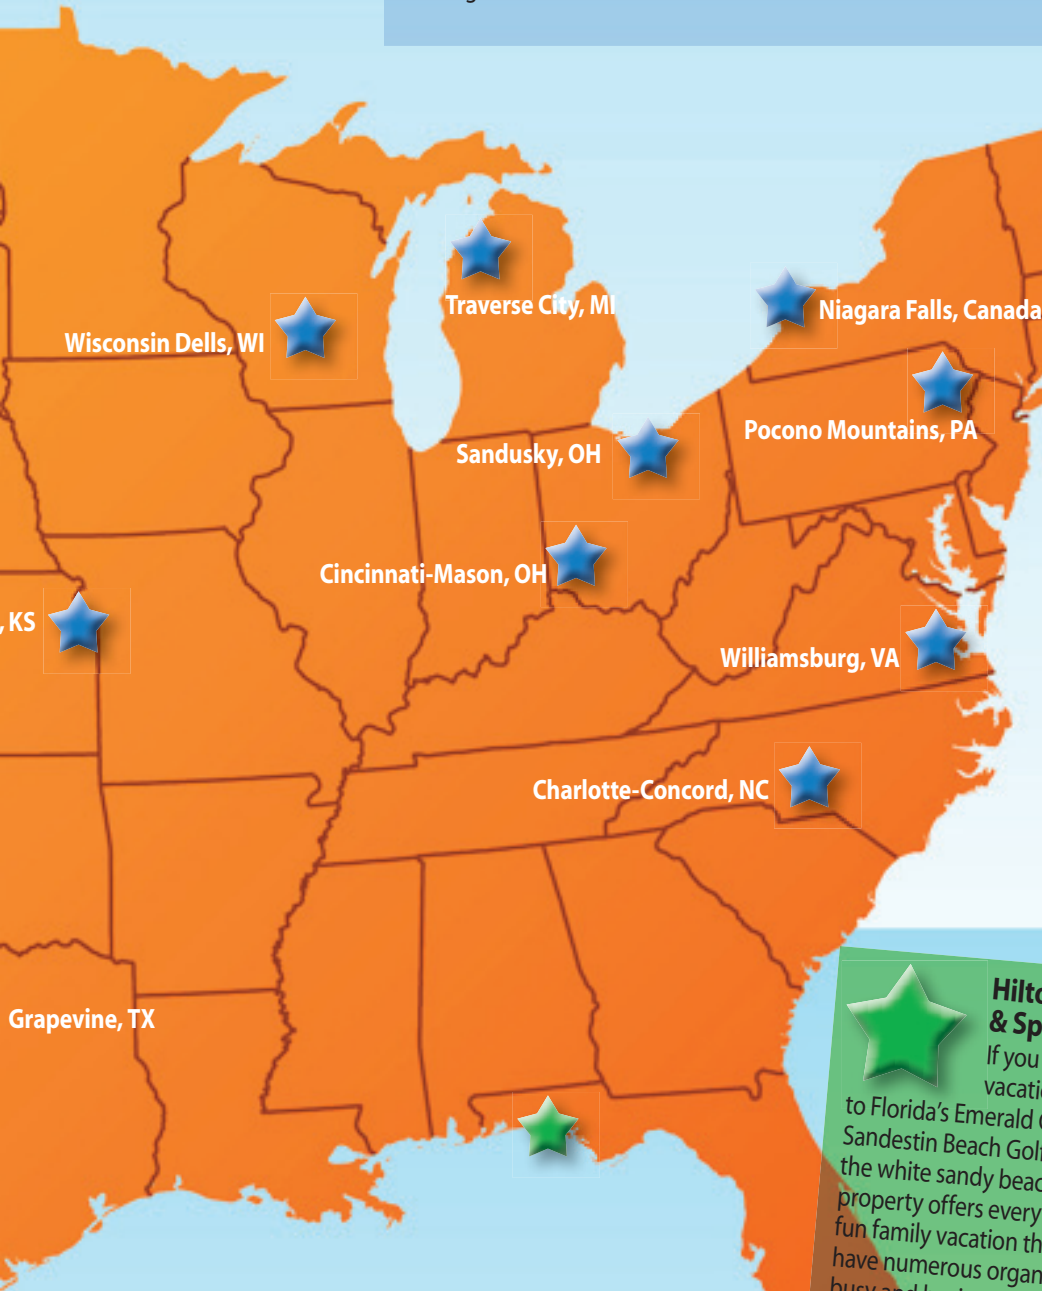 Traverse City, MI
Niagara Falls, Canada
Wisconsin Dells, WI
Pocono Mountains, PA
Sandusky, OH
Cincinnati-Mason, OH
, KS
Williamsburg, VA
Charlotte-Concord, NC
Grapevine, TX
Hilto
& Sp
If you
vacati
to Florida's Emerald C
Sandestin Beach Golf
the white sandy beac
property offers every
fun family vacation th
have numerous organ